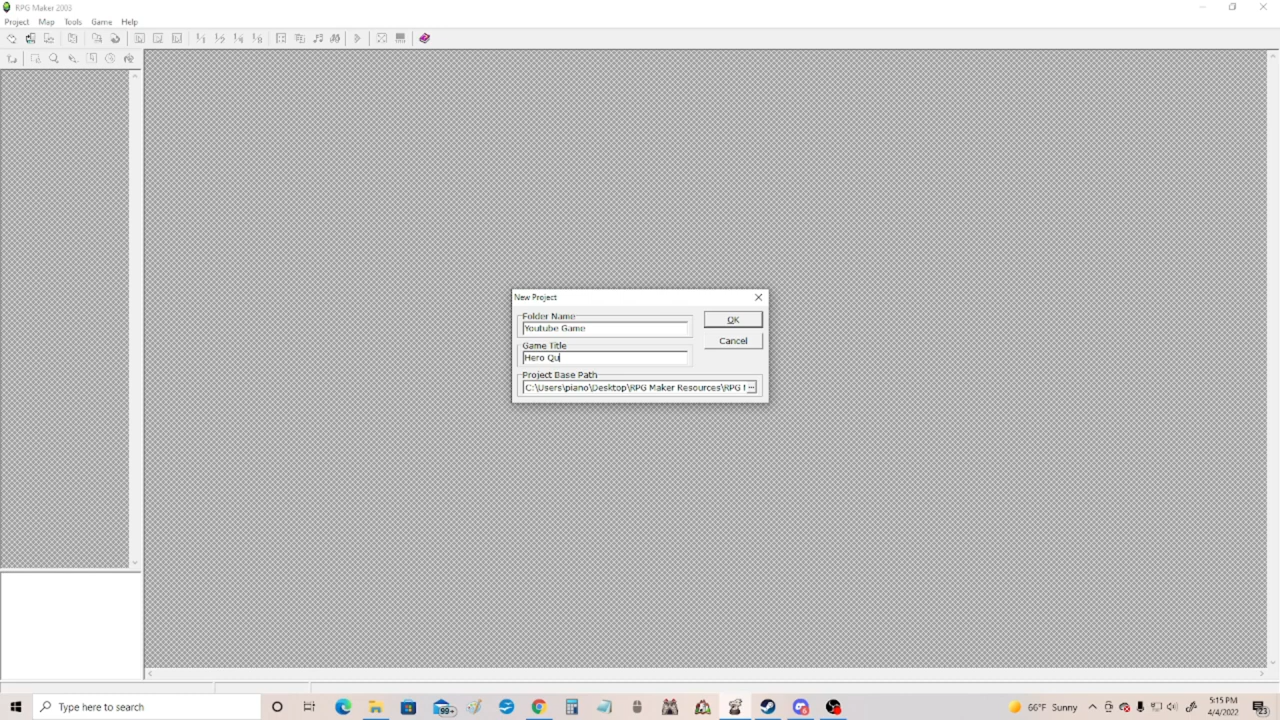 RPG Maker 2003
Project Map Tools Game Help
New Project
Folder Name
Youtube Game
OK
Game Title
Hero Qu
Cancel
Project Base Path
C:\Users\piano\Desktop\RPG Maker Resources\RPG
...
Type here to search
99+
66°F Sunny
5:15 PM
4/4/2022
23